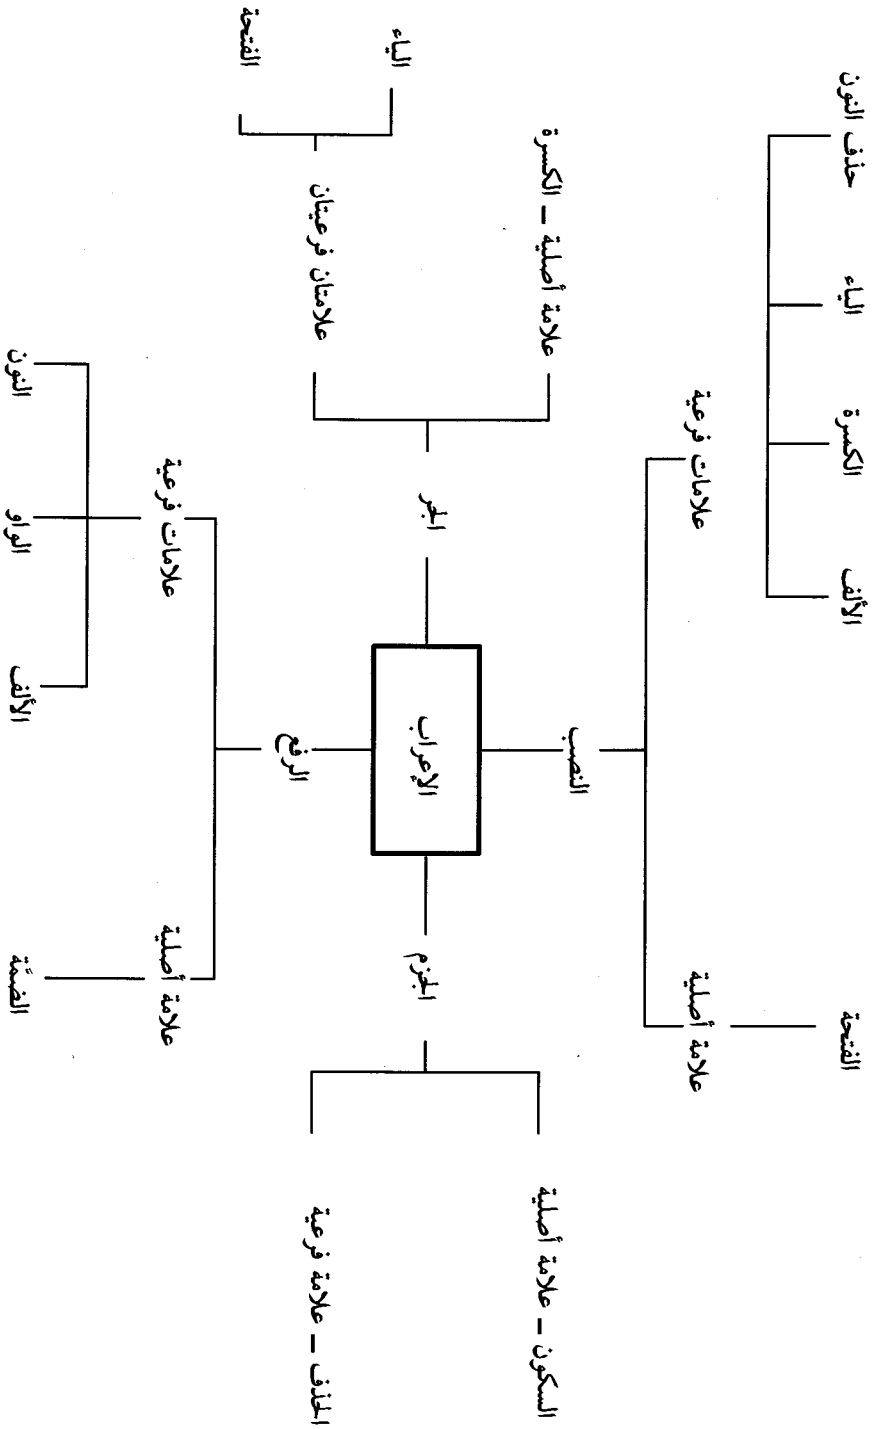 الفتحة
الألف
الكسرة
الياء
حذف النون
علامة أصلية
علامات فرعية
النصب
السكون – علامة أصلية
علامة أصلية – الكسرة
الجزم
الإعراب
الجر
الياء
الحذف – علامة فرعية
علامتان فرعيتان
الرفع
الفتحة
علامة أصلية
علامات فرعية
الضمَّة
الألف
الواو
النون